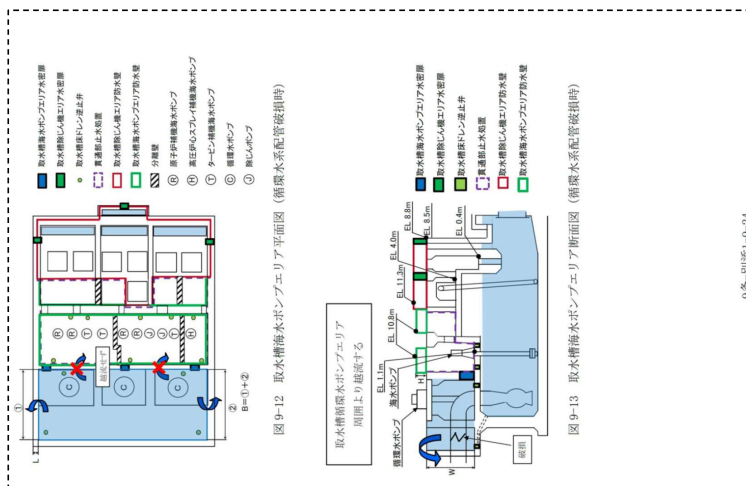 取水槽海水ポンプエリア水密扉
取水槽除じん機エリア水密扉
取水槽床ドレン逆止弁
貫通部止水処置
取水槽除じん機エリア防水壁
取水槽海水ポンプエリア防水壁
分離壁
Ⓡ 原子炉補機海水ポンプ
Ⓗ 高圧炉心スプレイ補機海水ポンプ
Ⓣ タービン補機海水ポンプ
Ⓒ 循環水ポンプ
Ⓙ 除じんポンプ
L
①
②
B=①+②
越流せず
Ⓒ
Ⓒ
Ⓒ
Ⓡ
Ⓡ
Ⓣ
Ⓣ
Ⓡ
Ⓡ
Ⓙ
Ⓙ
Ⓣ
Ⓗ
図 9-12 取水槽海水ポンプエリア平面図（循環水系配管破損時）
取水槽循環水ポンプエリア
周囲より越流する
取水槽海水ポンプエリア水密扉
取水槽除じん機エリア水密扉
取水槽床ドレン逆止弁
貫通部止水処置
取水槽除じん機エリア防水壁
取水槽海水ポンプエリア防水壁
循環水ポンプ
海水ポンプ
EL 1.1m
H
EL 10.8m
EL 11.3m
EL 4.0m
EL 8.8m
EL 8.5m
EL 0.4m
W
破損
図 9-13 取水槽海水ポンプエリア断面図（循環水系配管破損時）